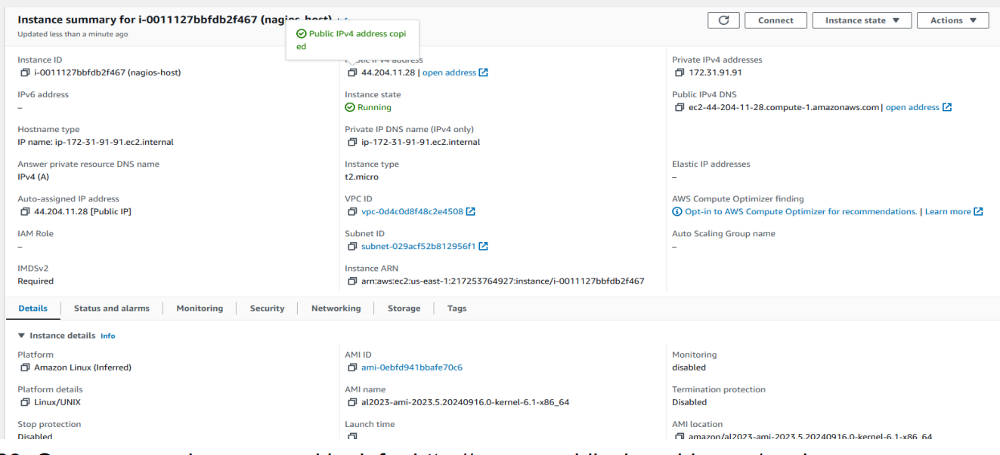 Instance summary for i-0011127bbfdb2f467 (nagios-host)
Updated less than a minute ago
Public IPv4 address copi
ed
Connect
Instance state
Actions
Instance ID
i-0011127bbfdb2f467 (nagios-host)
Public IPv4 address
44.204.11.28 | open address
Private IPv4 addresses
172.31.91.91
IPv6 address
–
Instance state
Running
Public IPv4 DNS
ec2-44-204-11-28.compute-1.amazonaws.com | open address
Hostname type
IP name: ip-172-31-91-91.ec2.internal
Private IP DNS name (IPv4 only)
ip-172-31-91-91.ec2.internal
Answer private resource DNS name
IPv4 (A)
Instance type
t2.micro
Elastic IP addresses
–
Auto-assigned IP address
44.204.11.28 [Public IP]
VPC ID
vpc-0d4c0d8f48c2e4508
AWS Compute Optimizer finding
Opt-in to AWS Compute Optimizer for recommendations. | Learn more
IAM Role
–
Subnet ID
subnet-029acf52b812956f1
Auto Scaling Group name
–
IMDSv2
Required
Instance ARN
arn:aws:ec2:us-east-1:217253764927:instance/i-0011127bbfdb2f467
Details
Status and alarms
Monitoring
Security
Networking
Storage
Tags
Instance details Info
Platform
Amazon Linux (Inferred)
AMI ID
ami-0ebfd941bbafe70c6
Monitoring
disabled
Platform details
Linux/UNIX
AMI name
al2023-ami-2023.5.20240916.0-kernel-6.1-x86_64
Termination protection
Disabled
Stop protection
Disabled
Launch time
AMI location
amazon/al2023-ami-2023.5.20240916.0-kernel-6.1-x86_64